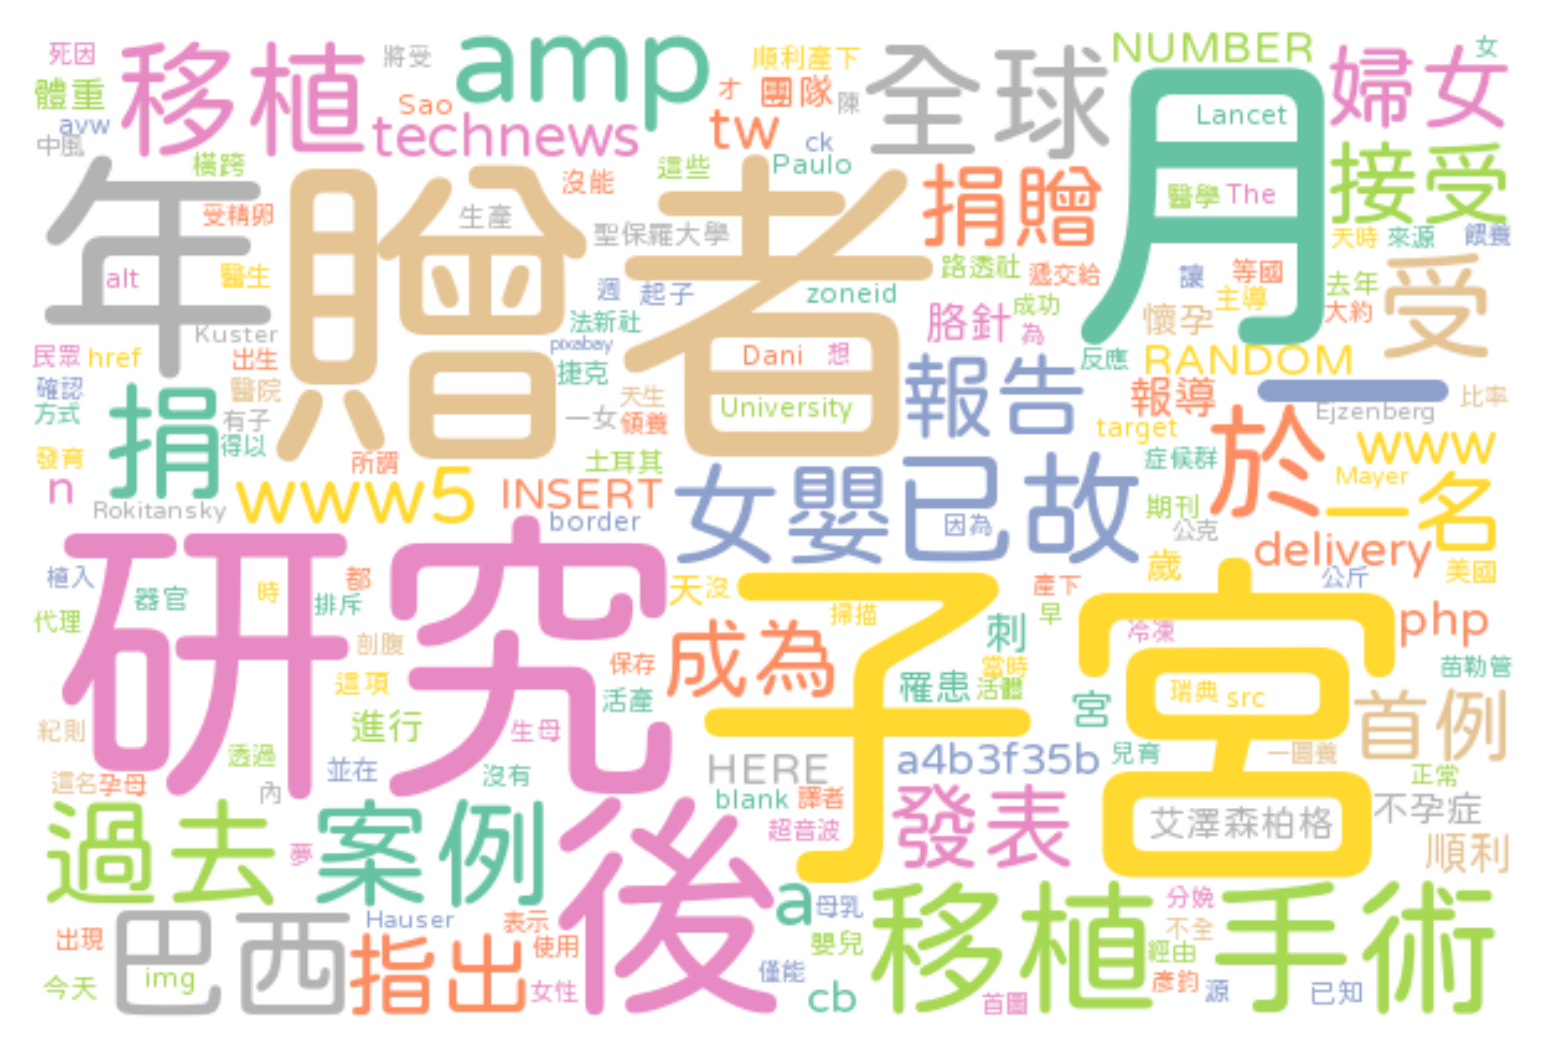 死因
移植
將受
amp
順利產下
全球
NUMBER
婦女
女
體重
Sao
才
團隊
陳
月
Lancet
avw
technews
tw
ck
中風
橫跨
這些
Paulo
接受
年
贈者
沒能
捐贈
醫學
The
受精卵
生產
聖保羅大學
天時
來源
餵養
alt
醫生
週
起子
路透社
遞交給
讓
等國
去年
受
zoneid
成功
主導
大約
Kuster
法新社
胳針
為
懷孕
民眾
href
出生
pixabay
Dani
想
反應
RANDOM
確認
醫院
捷克
報告
報導
一
比率
方式
捐
有子
天生
University
Ejzenberg
得以
一女
領養
target
於
www
發育
所謂
土耳其
症候群
n
www5
INSERT
女嬰
已故
Mayer
一名
Rokitansky
border
因為
期刊
公克
研究
delivery
植入
器官
時
都
排斥
天
沒
子宮
產下
歲
公斤
美國
代理
剖腹
掃描
早
刺
冷凍
php
這項
保存
成為
當時
苗勒管
進行
活產
罹患
活體
宮
瑞典
src
首例
紀則
生母
透過
並在
沒有
HERE
a4b3f35b
兒育
一圓養
正常
這名
孕母
內
blank
譯者
過去
案例
後
超音波
發表
艾澤森柏格
不孕症
夢
順利
a
母乳
移植
手術
分娩
巴西
Hauser
表示
不全
出現
指出
使用
嬰兒
經由
img
僅能
彥鈞
今天
女性
cb
首圖
源
已知